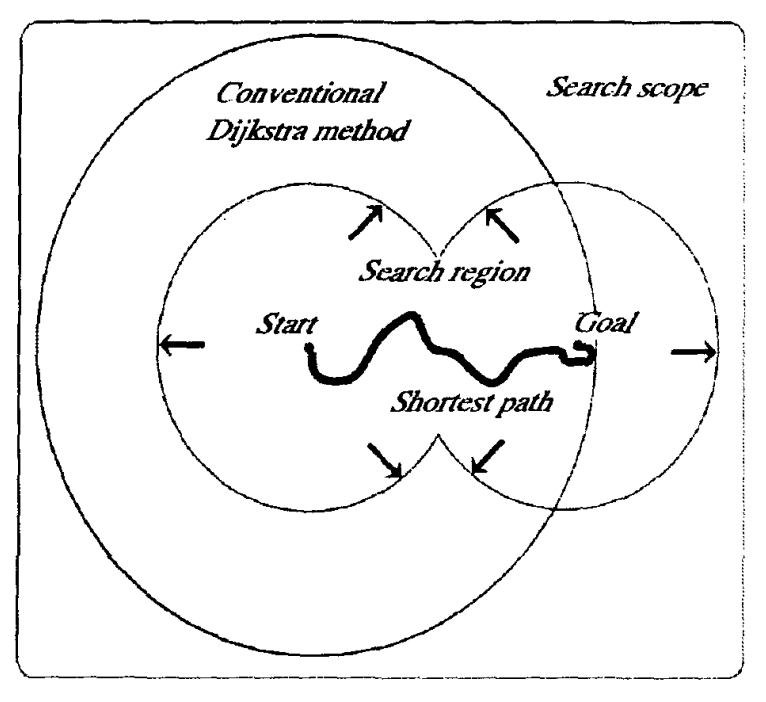 Conventional
Dijkstra method
Search scope
Search region
Start
Goal
Shortest path